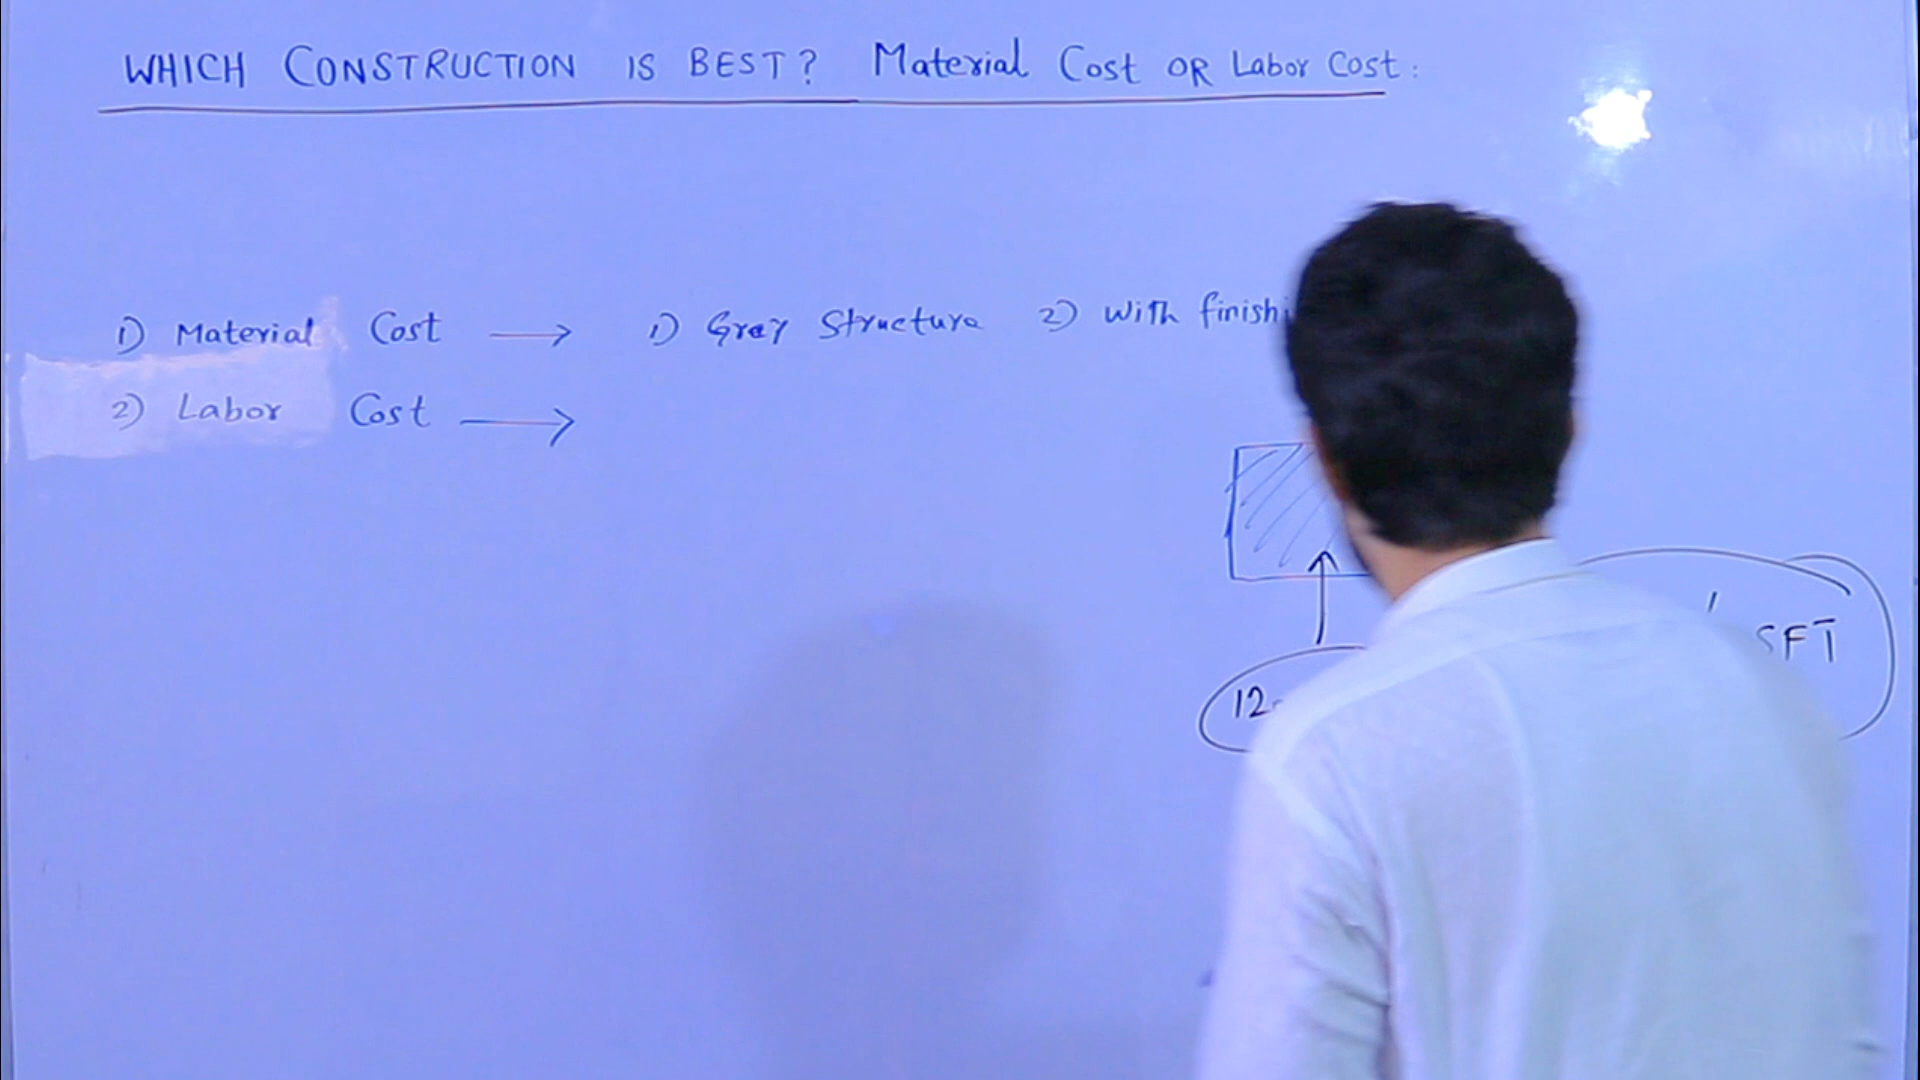 WHICH CONSTRUCTION IS BEST? Material Cost OR Labor Cost:
1) Material Cost → 1) Gray Structure 2) With finishi
2) Labor Cost →
SFT
12